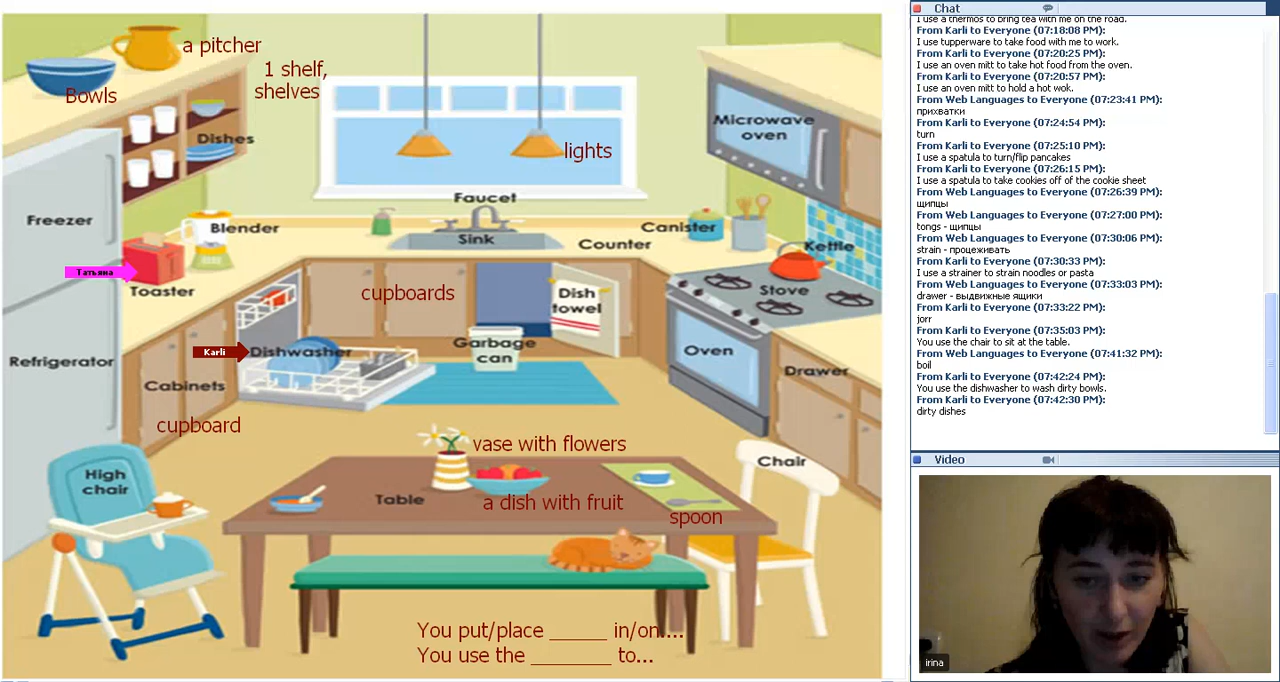 a pitcher
1 shelf,
shelves
Bowls
Dishes
lights
Microwave
oven
Freezer
Blender
Faucet
Sink
Counter
Canister
Kettle
Татьяна
Toaster
cupboards
Dish
towel
Stove
Karli
Dishwasher
Garbage
can
Oven
Refrigerator
Cabinets
Drawer
cupboard
vase with flowers
Chair
High
chair
Table
a dish with fruit
spoon
You put/place _____ in/on....
You use the ________ to...
Chat
I use a thermos to bring tea with me on the road.
From Karli to Everyone (07:18:08 PM):
I use tupperware to take food with me to work.
From Karli to Everyone (07:20:25 PM):
I use an oven mitt to take hot food from the oven.
From Karli to Everyone (07:20:57 PM):
I use an oven mitt to hold a hot wok.
From Web Languages to Everyone (07:23:41 PM):
прихватки
From Karli to Everyone (07:24:54 PM):
turn
From Karli to Everyone (07:25:10 PM):
I use a spatula to turn/flip pancakes
From Karli to Everyone (07:26:15 PM):
I use a spatula to take cookies off of the cookie sheet
From Web Languages to Everyone (07:26:39 PM):
щипцы
From Web Languages to Everyone (07:27:00 PM):
tongs - щипцы
From Web Languages to Everyone (07:30:06 PM):
strain - процеживать
From Karli to Everyone (07:30:33 PM):
I use a strainer to strain noodles or pasta
From Web Languages to Everyone (07:33:03 PM):
drawer - выдвижные ящики
From Karli to Everyone (07:33:22 PM):
jorr
From Karli to Everyone (07:35:03 PM):
You use the chair to sit at the table.
From Web Languages to Everyone (07:41:32 PM):
boil
From Karli to Everyone (07:42:24 PM):
You use the dishwasher to wash dirty bowls.
From Karli to Everyone (07:42:30 PM):
dirty dishes
Video
irina